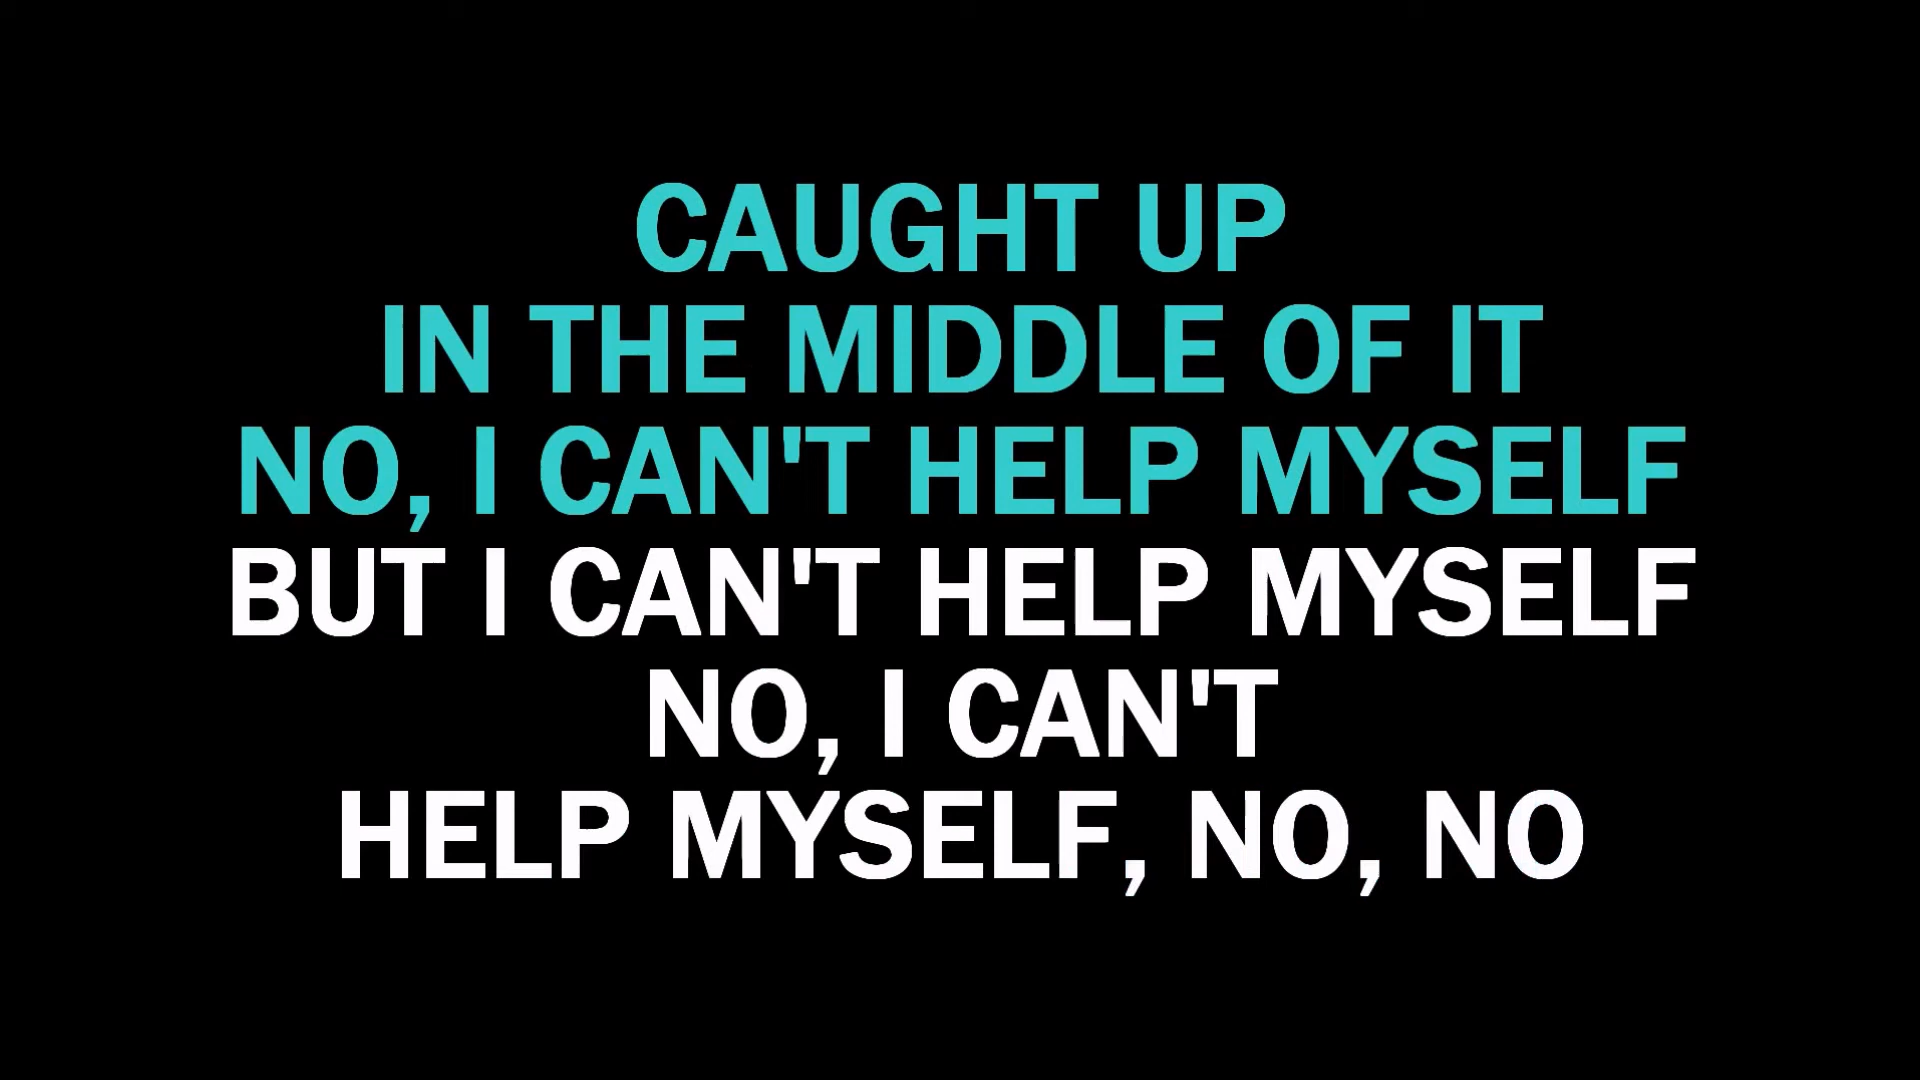 CAUGHT UP
IN THE MIDDLE OF IT
NO, I CAN'T HELP MYSELF
BUT I CAN'T HELP MYSELF
NO, I CAN'T
HELP MYSELF, NO, NO